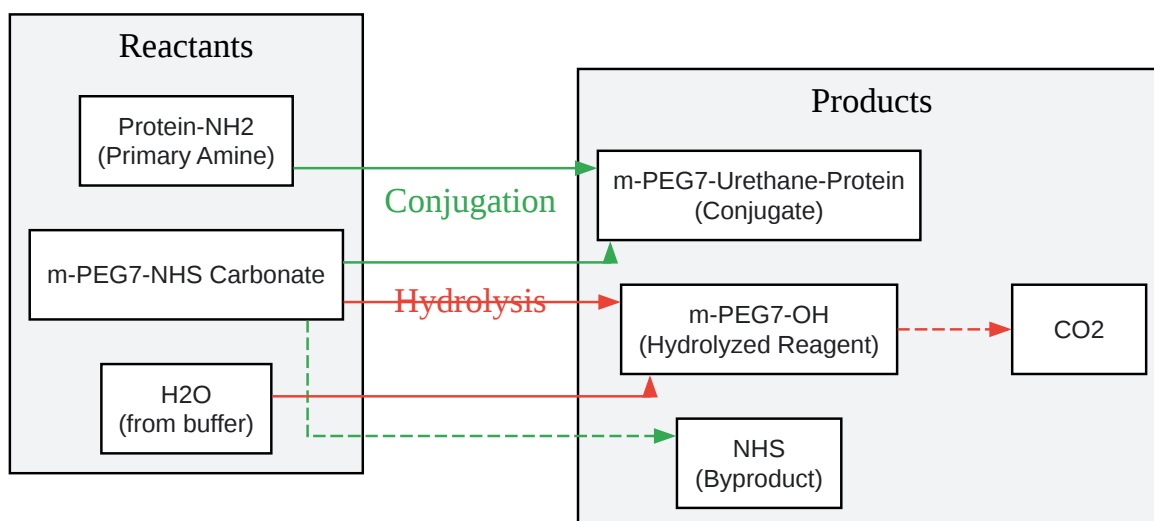 Reactants
Protein-NH2
(Primary Amine)
m-PEG7-NHS Carbonate
H2O
(from buffer)
Conjugation
Hydrolysis
Products
m-PEG7-Urethane-Protein
(Conjugate)
m-PEG7-OH
(Hydrolyzed Reagent)
CO2
NHS
(Byproduct)